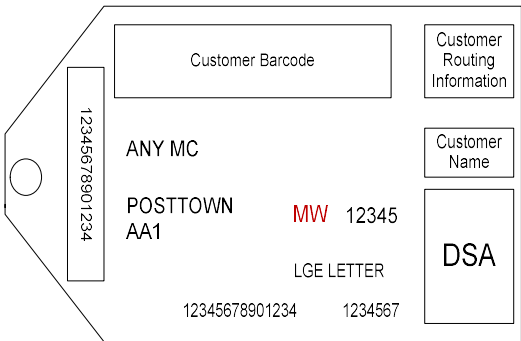 Customer Barcode
Customer
Routing
Information
12345678901234
ANY MC
Customer
Name
POSTTOWN
AA1
MW 12345
DSA
LGE LETTER
12345678901234 1234567